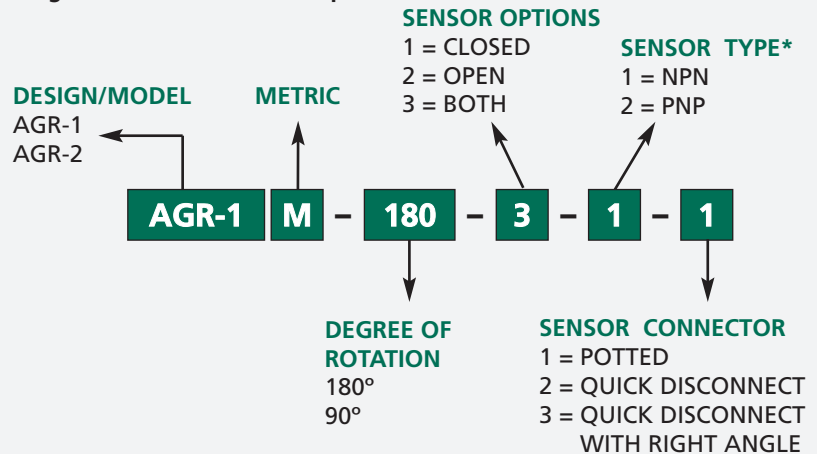 SENSOR OPTIONS
1 = CLOSED
2 = OPEN
3 = BOTH
SENSOR TYPE*
1 = NPN
2 = PNP
DESIGN/MODEL
AGR-1
AGR-2
METRIC
AGR-1 M – 180 – 3 – 1 – 1
DEGREE OF
ROTATION
180º
90º
SENSOR CONNECTOR
1 = POTTED
2 = QUICK DISCONNECT
3 = QUICK DISCONNECT
WITH RIGHT ANGLE